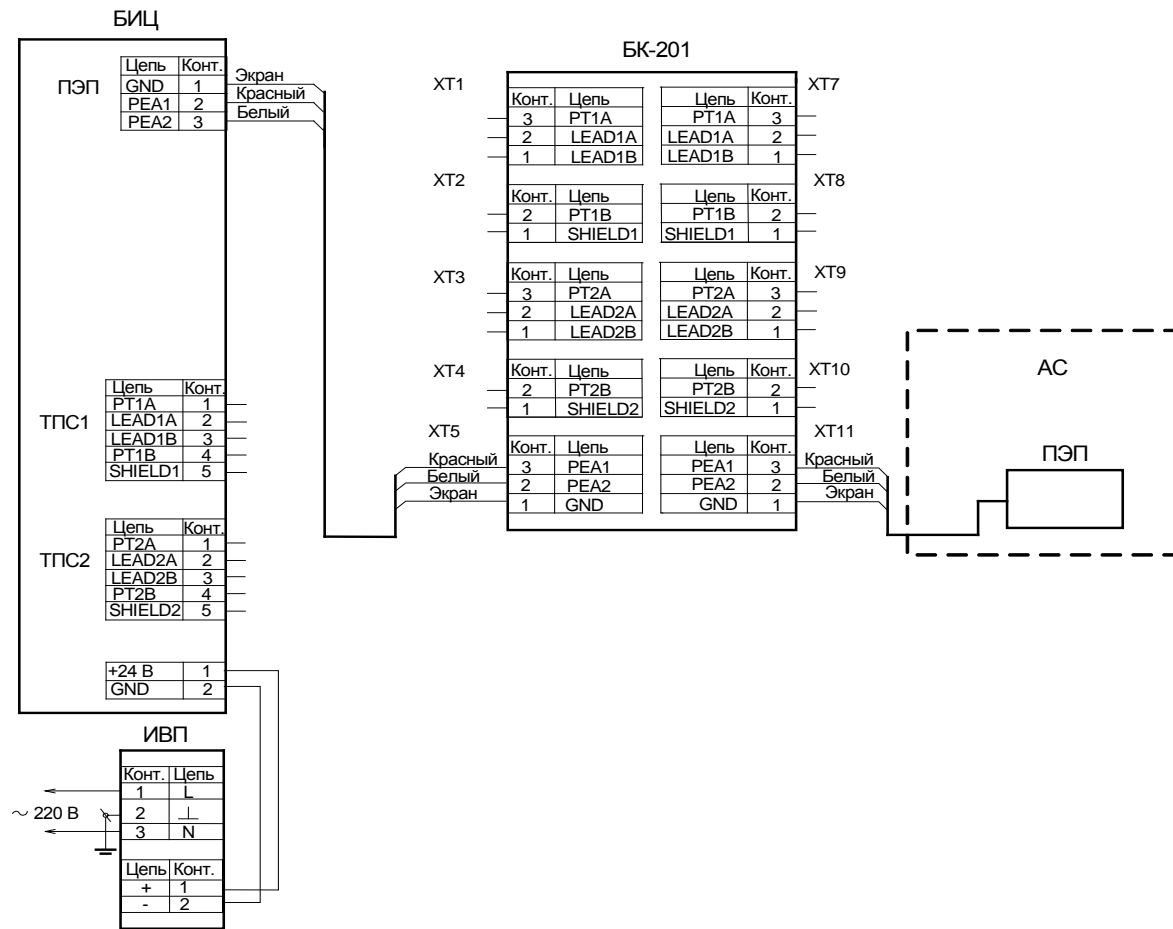 БИЦ
ПЭП
Цепь Конт.
GND 1
PEA1 2
PEA2 3
Экран
Красный
Белый
ТПС1
Цепь Конт.
PT1A 1
LEAD1A 2
LEAD1B 3
PT1B 4
SHIELD1 5
ТПС2
Цепь Конт.
PT2A 1
LEAD2A 2
LEAD2B 3
PT2B 4
SHIELD2 5
+24 В 1
GND 2
ИВП
Конт. Цепь
1 L
2 ⊥
3 N
~ 220 В
Цепь Конт.
+ 1
- 2
БК-201
XT1
Конт. Цепь
3 PT1A
2 LEAD1A
1 LEAD1B
XT7
Цепь Конт.
PT1A 3
LEAD1A 2
LEAD1B 1
XT2
Конт. Цепь
2 PT1B
1 SHIELD1
XT8
Цепь Конт.
PT1B 2
SHIELD1 1
XT3
Конт. Цепь
3 PT2A
2 LEAD2A
1 LEAD2B
XT9
Цепь Конт.
PT2A 3
LEAD2A 2
LEAD2B 1
XT4
Конт. Цепь
2 PT2B
1 SHIELD2
XT10
Цепь Конт.
PT2B 2
SHIELD2 1
XT5
Красный
Белый
Экран
Конт. Цепь
3 PEA1
2 PEA2
1 GND
XT11
Цепь Конт.
PEA1 3
PEA2 2
GND 1
Красный
Белый
Экран
АС
ПЭП